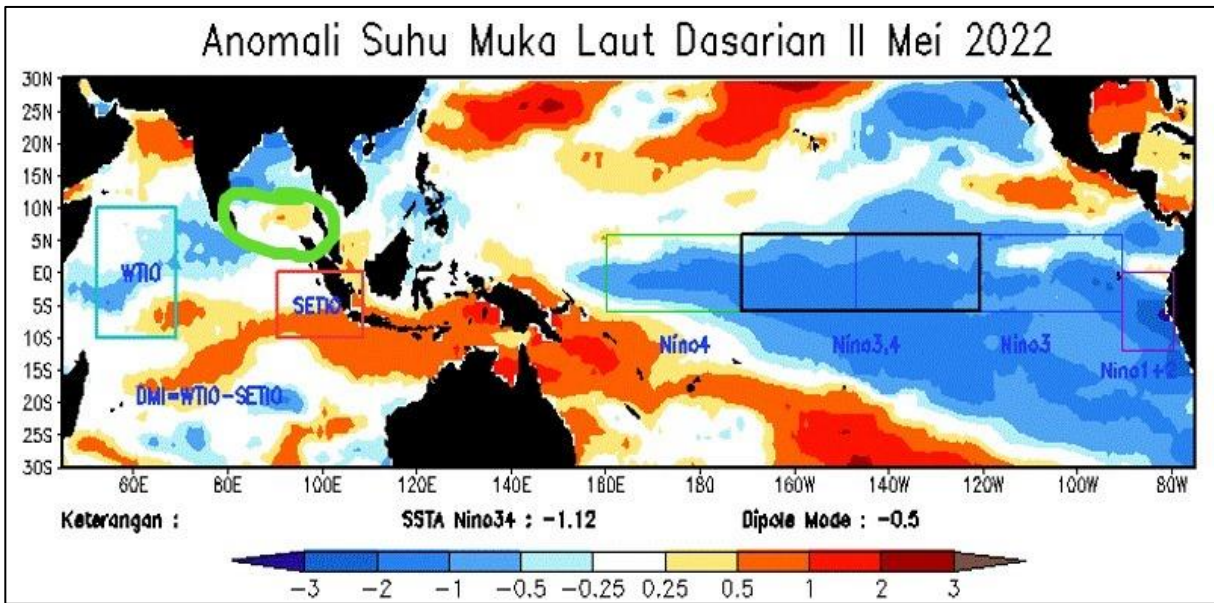 Anomali Suhu Muka Laut Dasarian II Mei 2022
30N
25N
20N
15N
10N
5N
EQ
5S
10S
15S
20S
25S
30S
WTIO
SETIO
Nino4
Nino3,4
Nino3
Nino1+2
DMI=WTIO-SETIO
60E 80E 100E 120E 140E 160E 180 160W 140W 120W 100W 80W
Keterangan : SSTA Nino34 : -1.12 Dipole Mode : -0.5
-3 -2 -1 -0.5 -0.25 0.25 0.5 1 2 3